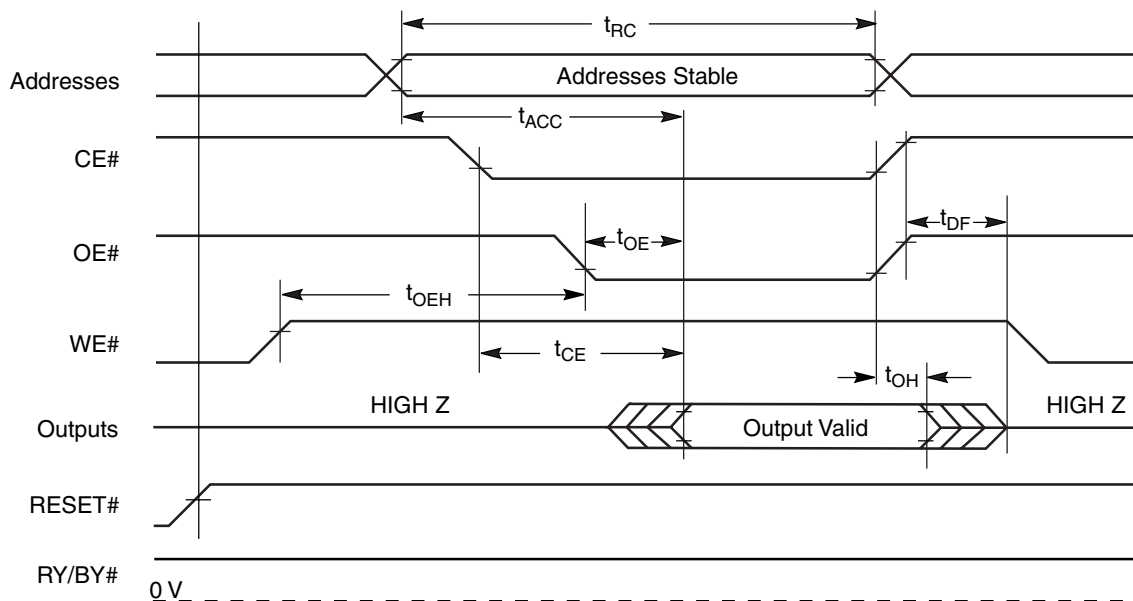 tRC
Addresses
Addresses Stable
tACC
CE#
tDF
OE#
tOE
tOEH
WE#
tCE
tOH
HIGH Z
HIGH Z
Outputs
Output Valid
RESET#
RY/BY#
0 V